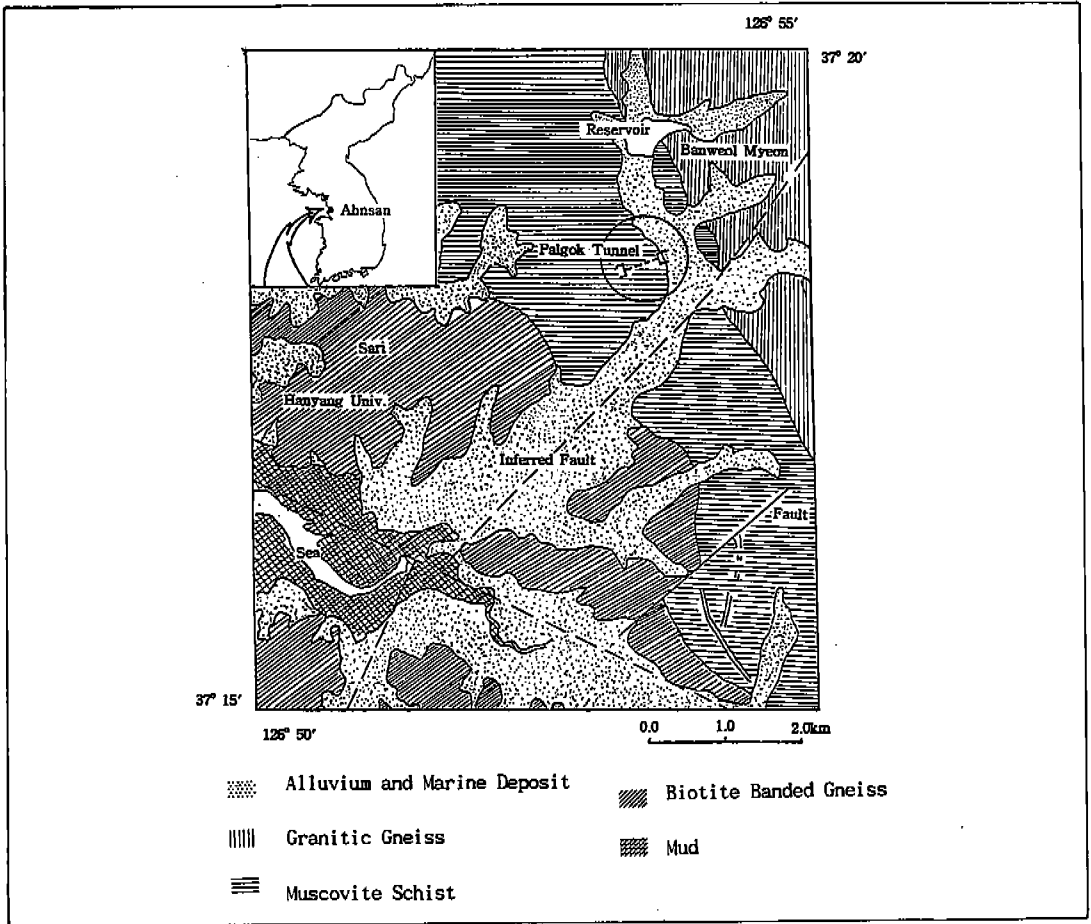 126° 55′
37° 20′
Reservoir
Banweol Myeon
Ahnsan
Palgok Tunnel
Sari
Hanyang Univ.
Inferred Fault
Fault
Sea
37° 15′
126° 50′
0.0 1.0 2.0km
Alluvium and Marine Deposit
Biotite Banded Gneiss
Granitic Gneiss
Mud
Muscovite Schist